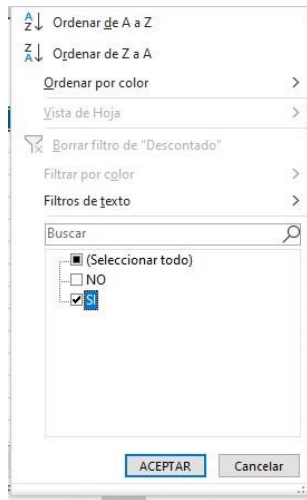 Ordenar de A a Z
Ordenar de Z a A
Ordenar por color
Vista de Hoja
Borrar filtro de "Descontado"
Filtrar por color
Filtros de texto
Buscar
(Seleccionar todo)
NO
SI
ACEPTAR Cancelar